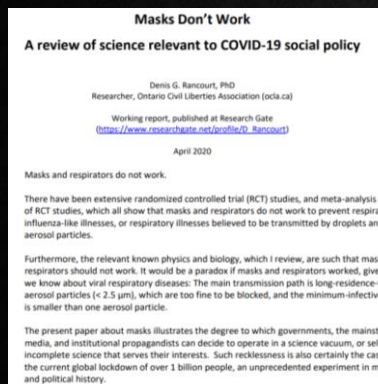 Masks Don’t Work
A review of science relevant to COVID-19 social policy
Denis G. Rancourt, PhD
Researcher, Ontario Civil Liberties Association (ocla.ca)
Working report, published at Research Gate
(https://www.researchgate.net/profile/D_Rancourt)
April 2020
Masks and respirators do not work.
There have been extensive randomized controlled trial (RCT) studies, and meta-analysis
of RCT studies, which all show that masks and respirators do not work to prevent
influenza-like illnesses, or respiratory illnesses believed to be transmitted by droplets
aerosol particles.
Furthermore, the relevant known physics and biology, which I review, are such that
respirators should not work. It would be a paradox if masks and respirators worked,
we know about viral respiratory diseases: The main transmission path is
aerosol particles (< 2.5 μm), which are too fine to be blocked, and the
is smaller than one aerosol particle.
The present paper about masks illustrates the degree to which governments, the
media, and institutional propagandists can decide to operate in a science vacuum, or
incomplete science that serves their interests. Such recklessness is also certainly the
the current global lockdown of over 1 billion people, an unprecedented experiment in
and political history.